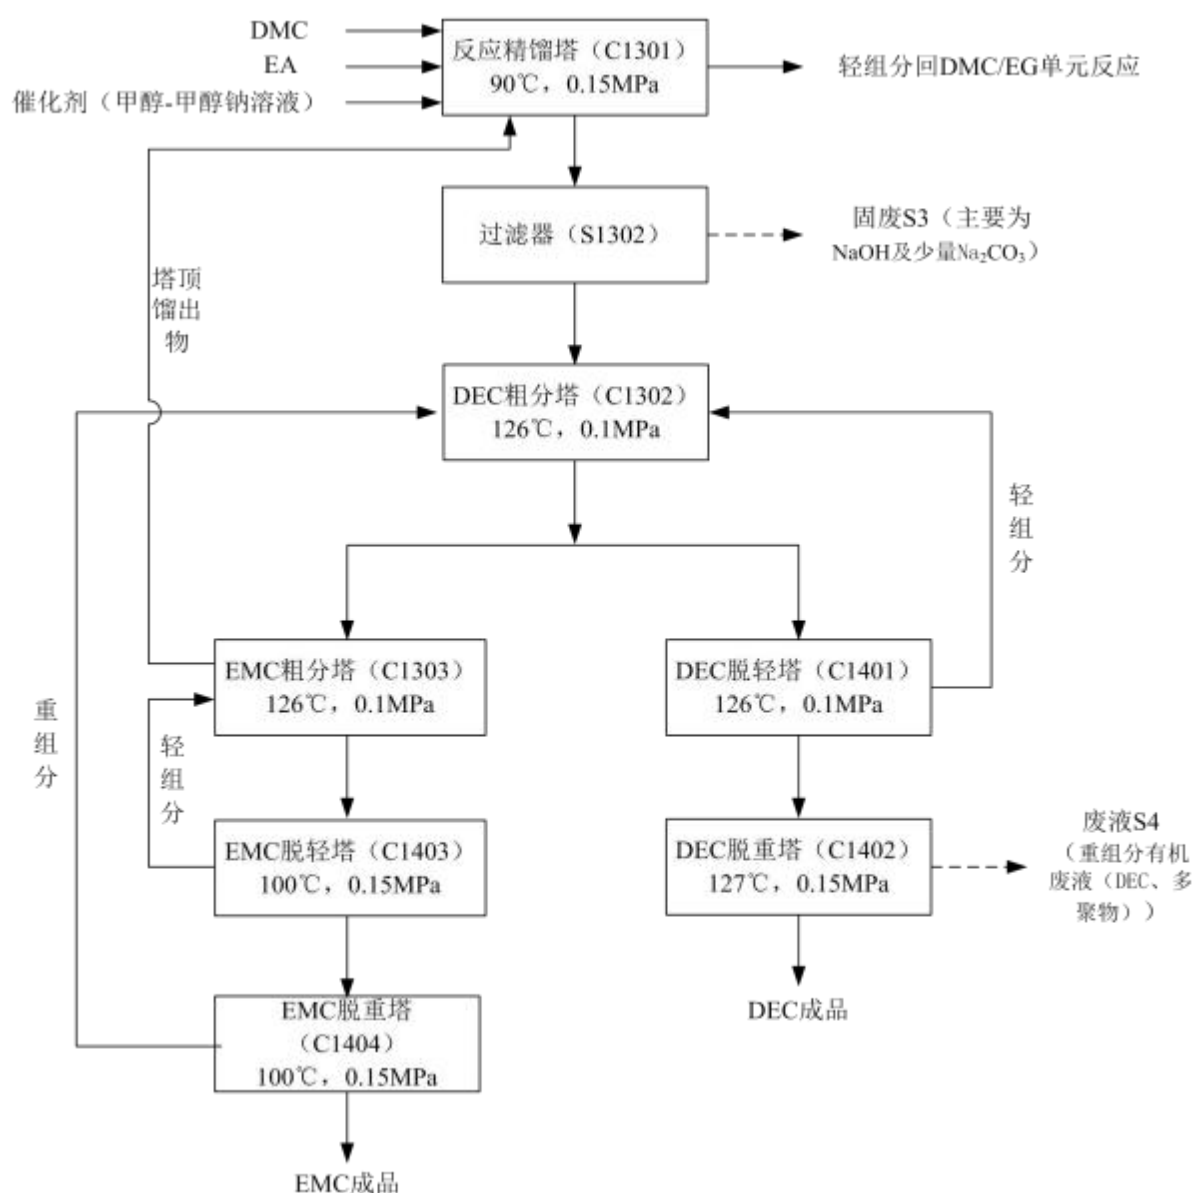 DMC
EA
催化剂（甲醇-甲醇钠溶液）
反应精馏塔（C1301）
90℃，0.15MPa
轻组分回DMC/EG单元反应
过滤器（S1302）
固废S3（主要为
NaOH及少量Na₂CO₃）
塔顶
馏出
物
DEC粗分塔（C1302）
126℃，0.1MPa
轻
组
分
EMC粗分塔（C1303）
126℃，0.1MPa
DEC脱轻塔（C1401）
126℃，0.1MPa
重
组
分
轻
组
分
EMC脱轻塔（C1403）
100℃，0.15MPa
DEC脱重塔（C1402）
127℃，0.15MPa
废液S4
（重组分有机
废液（DEC、多
聚物））
EMC脱重塔
（C1404）
100℃，0.15MPa
DEC成品
EMC成品